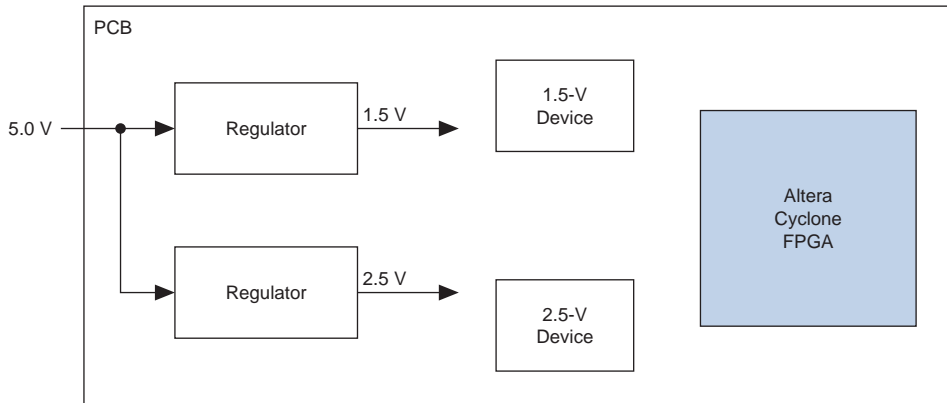 PCB
5.0 V
Regulator
1.5 V
1.5-V
Device
Altera
Cyclone
FPGA
Regulator
2.5 V
2.5-V
Device